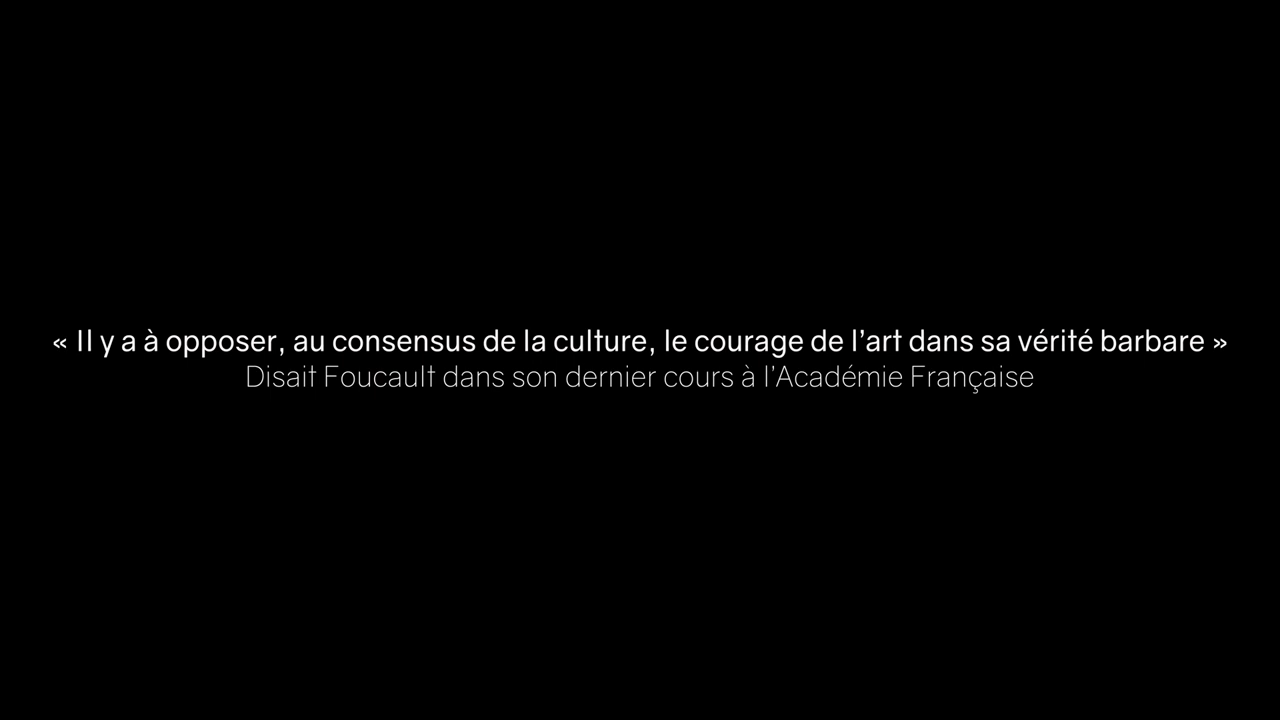 « Il y a à opposer, au consensus de la culture, le courage de l’art dans sa vérité barbare »
Disait Foucault dans son dernier cours à l’Académie Française